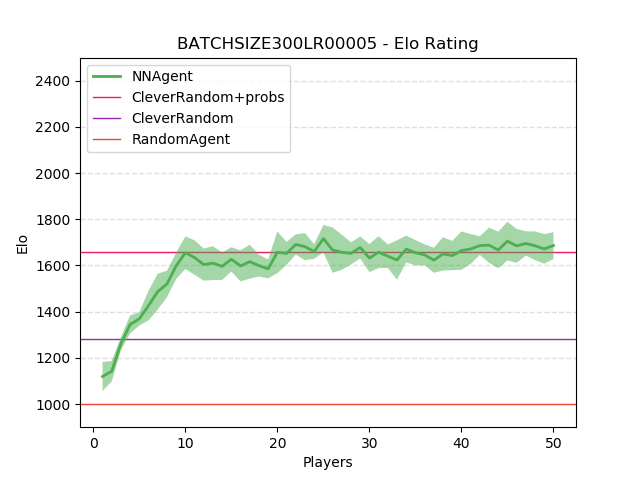 BATCHSIZE300LR00005 - Elo Rating
NNAgent
CleverRandom+probs
CleverRandom
RandomAgent
Elo
2400
2200
2000
1800
1600
1400
1200
1000
0 10 20 30 40 50
Players